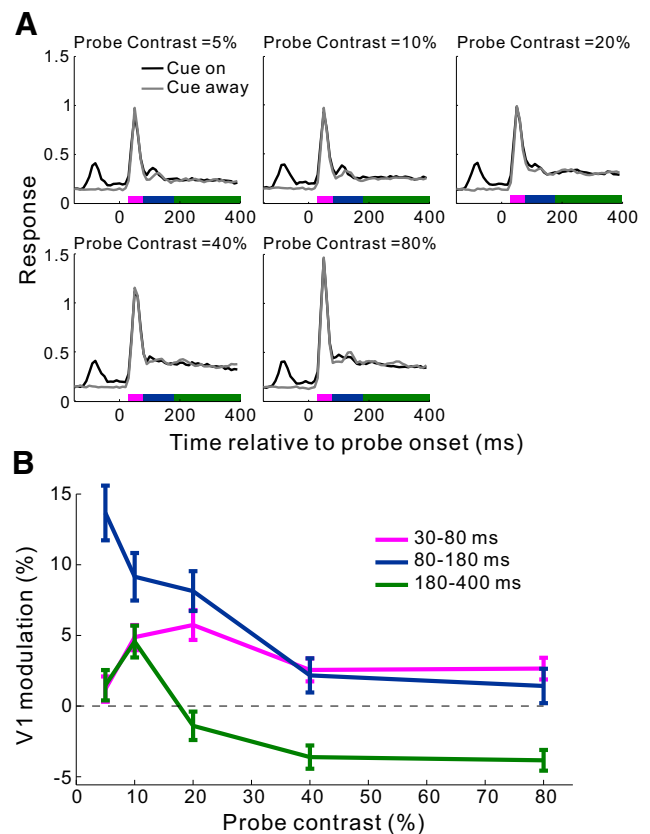 A
Probe Contrast =5%
Probe Contrast =10%
Probe Contrast =20%
Cue on
Cue away
1.5
1
0.5
0
0 200 400
0 200 400
0 200 400
Response
Probe Contrast =40%
Probe Contrast =80%
1.5
1
0.5
0
0 200 400
0 200 400
Time relative to probe onset (ms)
B
15
10
5
0
-5
V1 modulation (%)
30-80 ms
80-180 ms
180-400 ms
0 10 20 30 40 50 60 70 80
Probe contrast (%)